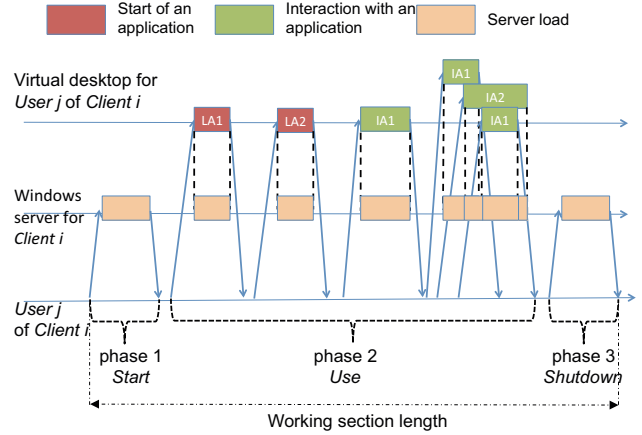 Start of an
application
Interaction with an
application
Server load
Virtual desktop for
User j of Client i
IA1
IA2
LA1
LA2
IA1
IA1
Windows
server for
Client i
User j
of Client i
phase 1
Start
phase 2
Use
phase 3
Shutdown
Working section length